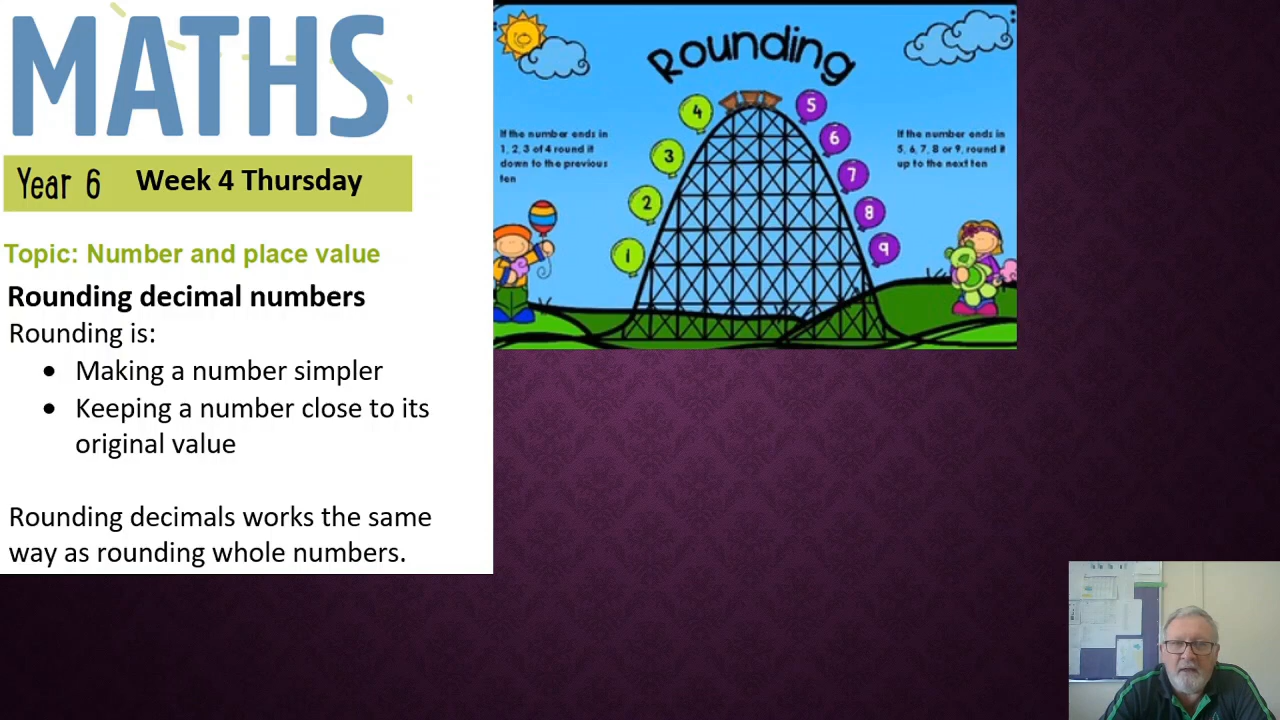 MATHS
Year 6 Week 4 Thursday
Topic: Number and place value
Rounding decimal numbers
Rounding is:
• Making a number simpler
• Keeping a number close to its
original value
Rounding decimals works the same
way as rounding whole numbers.
Rounding
If the number ends in
1, 2, 3 of 4 round it
down to the previous
ten
4
3
2
1
5
6
7
8
9
If the number ends in
5, 6, 7, 8 or 9, round it
up to the next ten